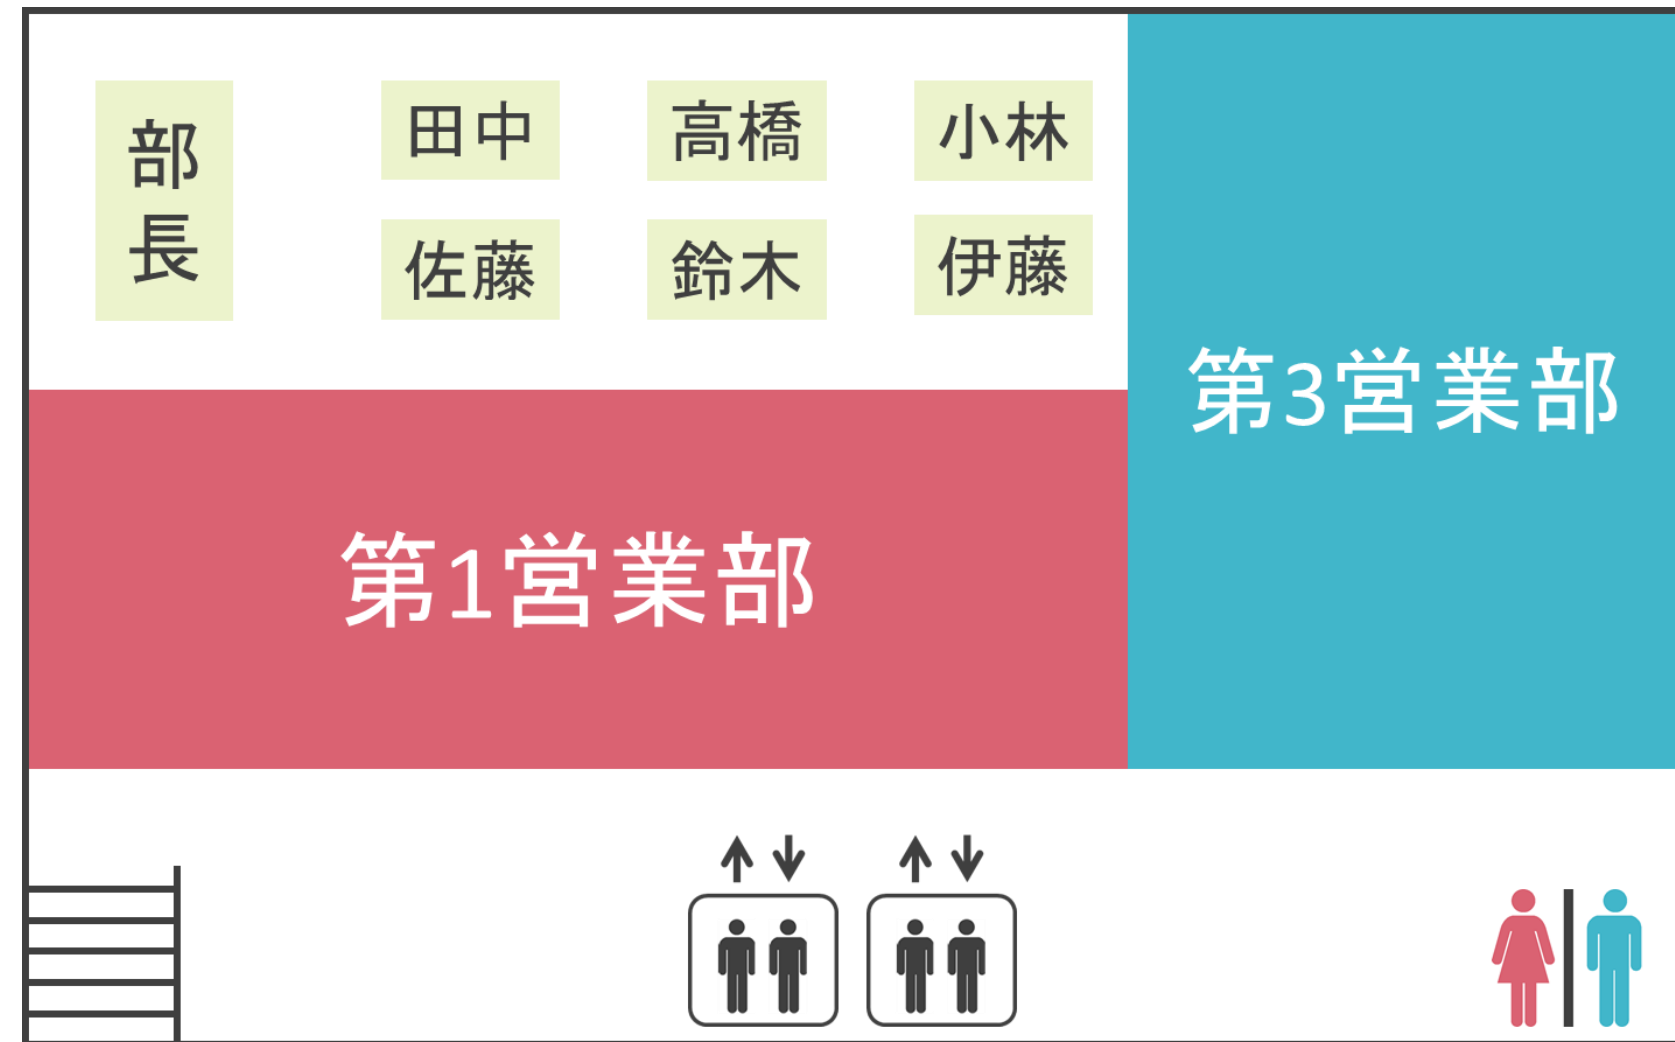 部長
田中
高橋
小林
佐藤
鈴木
伊藤
第3営業部
第1営業部